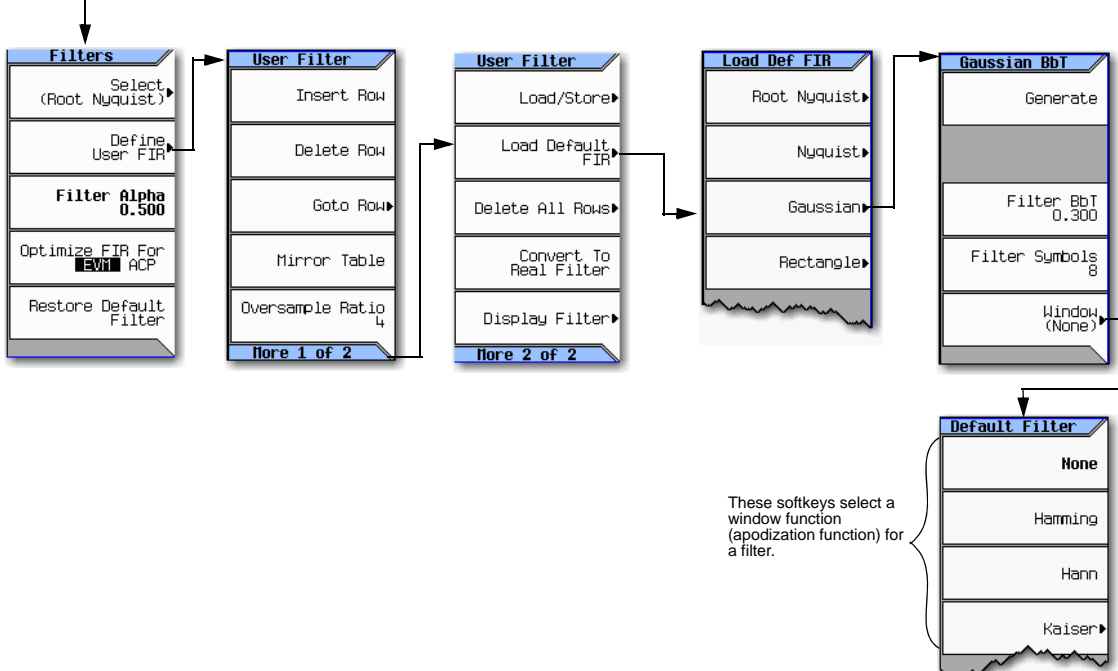 Filters
Select
(Root Nyquist)
Define
User FIR
Filter Alpha
0.500
Optimize FIR For
EVM ACP
Restore Default
Filter
User Filter
Insert Row
Delete Row
Goto Row
Mirror Table
Oversample Ratio
4
More 1 of 2
User Filter
Load/Store
Load Default
FIR
Delete All Rows
Convert To
Real Filter
Display Filter
More 2 of 2
Load Def FIR
Root Nyquist
Nyquist
Gaussian
Rectangle
Gaussian BbT
Generate
Filter BbT
0.300
Filter Symbols
8
Window
(None)
Default Filter
None
Hamming
Hann
Kaiser
These softkeys select a
window function
(apodization function) for
a filter.